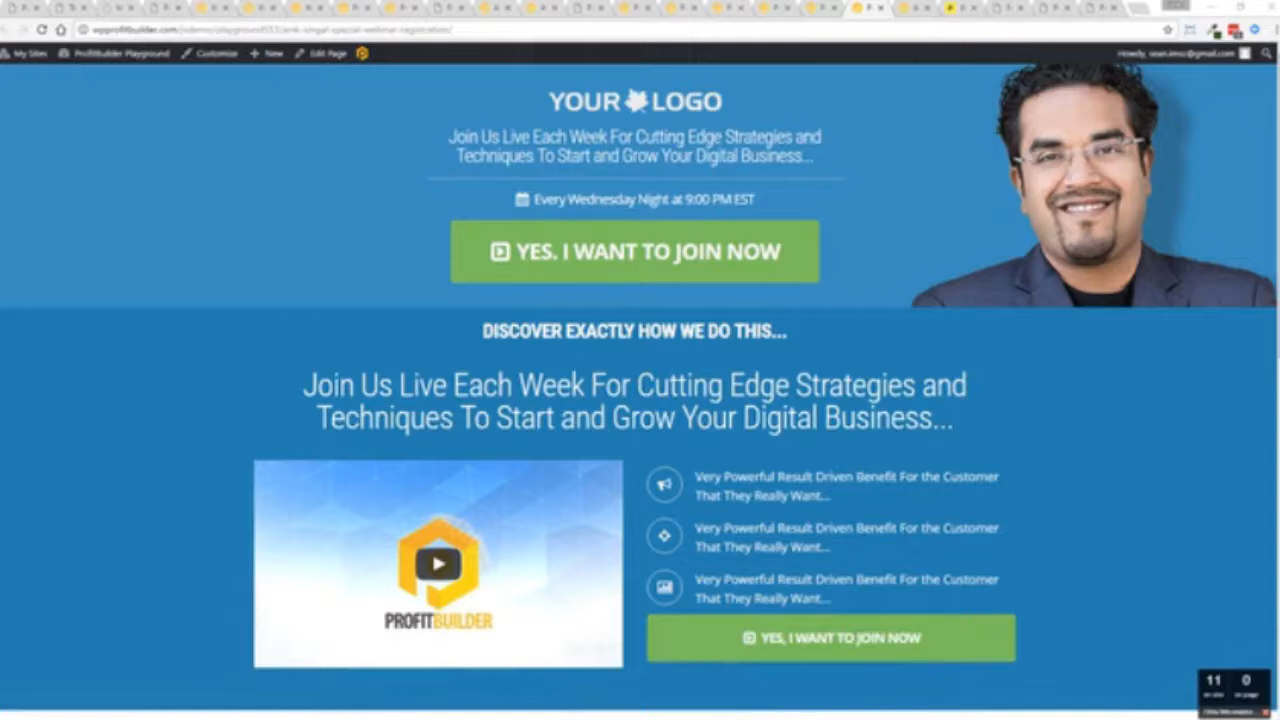 My Sites ProfitBuilder Playground Customize + New Edit Page
YOUR LOGO
Join Us Live Each Week For Cutting Edge Strategies and
Techniques To Start and Grow Your Digital Business...
Every Wednesday Night at 9:00 PM EST
YES. I WANT TO JOIN NOW
DISCOVER EXACTLY HOW WE DO THIS...
Join Us Live Each Week For Cutting Edge Strategies and
Techniques To Start and Grow Your Digital Business...
Very Powerful Result Driven Benefit For the Customer
That They Really Want...
Very Powerful Result Driven Benefit For the Customer
That They Really Want...
Very Powerful Result Driven Benefit For the Customer
That They Really Want...
PROFITBUILDER
YES, I WANT TO JOIN NOW
11 0